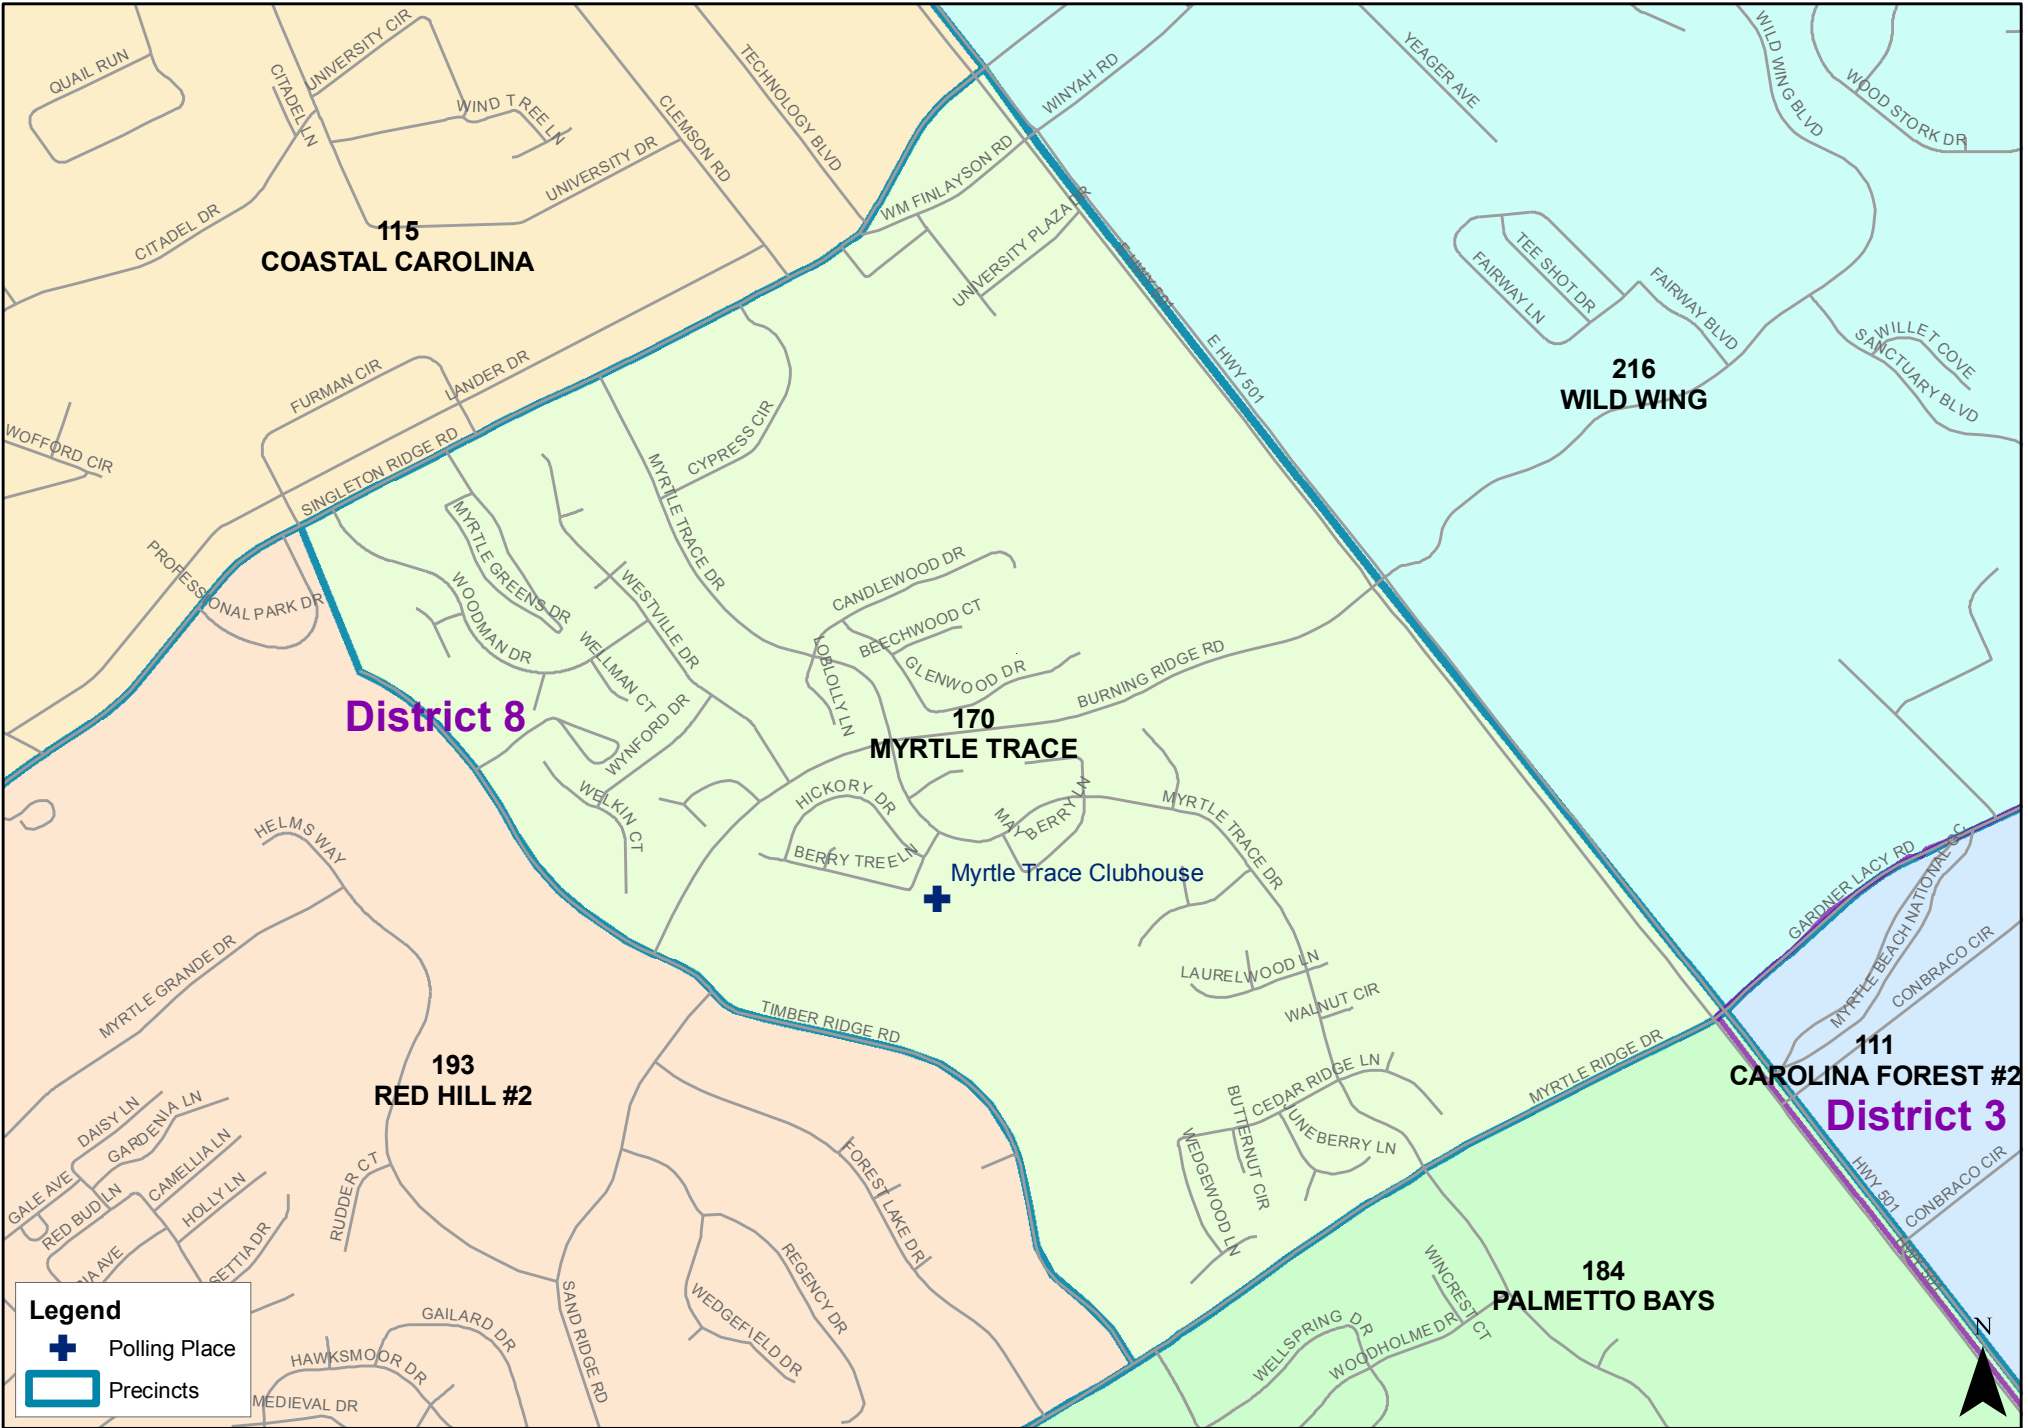 QUAIL RUN
UNIVERSITY CIR
CITADEL LN
WIND TREE LN
CLEMSON RD
TECHNOLOGY BLVD
UNIVERSITY DR
CITADEL DR
115
COASTAL CAROLINA
WINYAH RD
WM FINLAYSON RD
UNIVERSITY PLAZA
E HWY 501
E HWY 501
YEAGER AVE
WILD WING BLVD
WOOD STORK DR
TEE SHOT DR
FAIRWAY LN
FAIRWAY BLVD
WILLET COVE
SANCTUARY BLVD
216
WILD WING
FURMAN CIR
LANDER DR
WOFFORD CIR
SINGLETON RIDGE RD
PROFESSIONAL PARK DR
CYPRESS CIR
MYRTLE TRACE DR
MYRTLE GREENS DR
WOODMAN DR
WESTVILLE DR
WELLMAN CT
WYNFORD DR
WELKIN CT
CANDLEWOOD DR
BEECHWOOD CT
GLENWOOD DR
LOBLOLLY LN
BURNING RIDGE RD
District 8
170
MYRTLE TRACE
HICKORY DR
BERRY TREE LN
MAY BERRY LN
MYRTLE TRACE DR
Myrtle Trace Clubhouse
HELMS WAY
MYRTLE GRANDE DR
TIMBER RIDGE RD
LAURELWOOD LN
WALNUT CIR
CEDAR RIDGE LN
BUTTERNUT CIR
JUNEBERRY LN
WEDGEWOOD LN
MYRTLE RIDGE DR
GARDNER LACY RD
MYRTLE BEACH NATIONAL GC
CONBRACO CIR
111
CAROLINA FOREST #2
District 3
HWY 501
CONBRACO CIR
HWY 501
193
RED HILL #2
DAISY LN
GARDENIA LN
CAMELLIA LN
GALE AVE
RED BUD LN
HOLLY LN
NIA AVE
SETTIA DR
RUDDER CT
FOREST LAKE DR
REGENCY DR
WEDGEFIELD DR
SAND RIDGE RD
GAILARD DR
HAWKSMOOR DR
MEDIEVAL DR
184
PALMETTO BAYS
WINCREST CT
WELLSPRING DR
WOODHOLME DR
Legend
Polling Place
Precincts
N